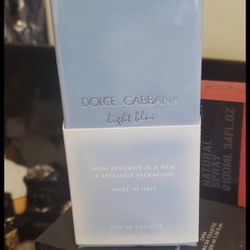 DOLCE & GABBANA
light blue
NOW AVAILABLE IN A NEW
& REFILLABLE PACKAGING
MADE IN ITALY
EAU DE TOILETTE
NATURAL
SPRAY
℮100ML 3.4FL.OZ